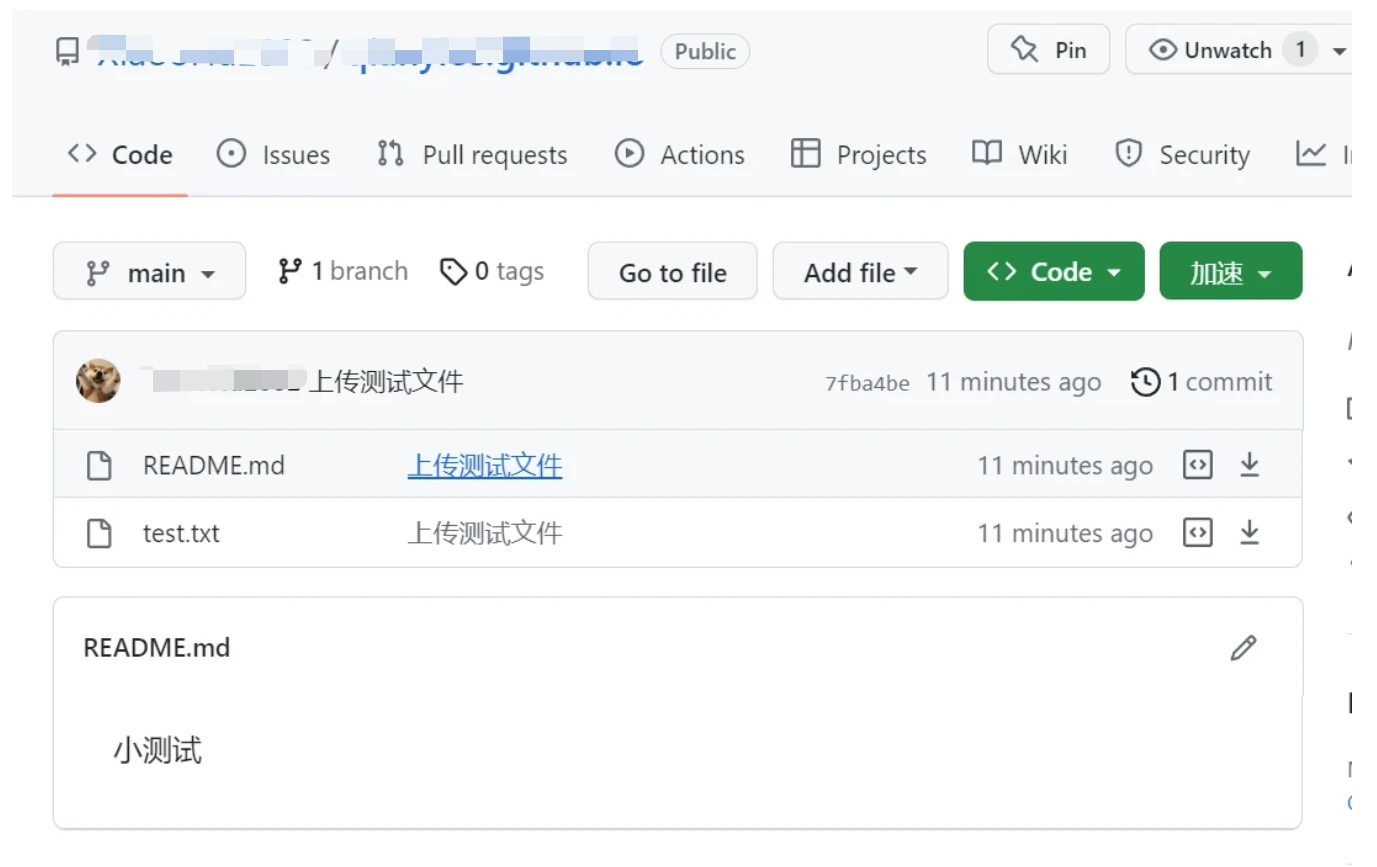 Public
Pin
Unwatch 1
Code Issues Pull requests Actions Projects Wiki Security
main 1 branch 0 tags Go to file Add file Code 加速
上传测试文件 7fba4be 11 minutes ago 1 commit
README.md 上传测试文件 11 minutes ago
test.txt 上传测试文件 11 minutes ago
README.md
小测试